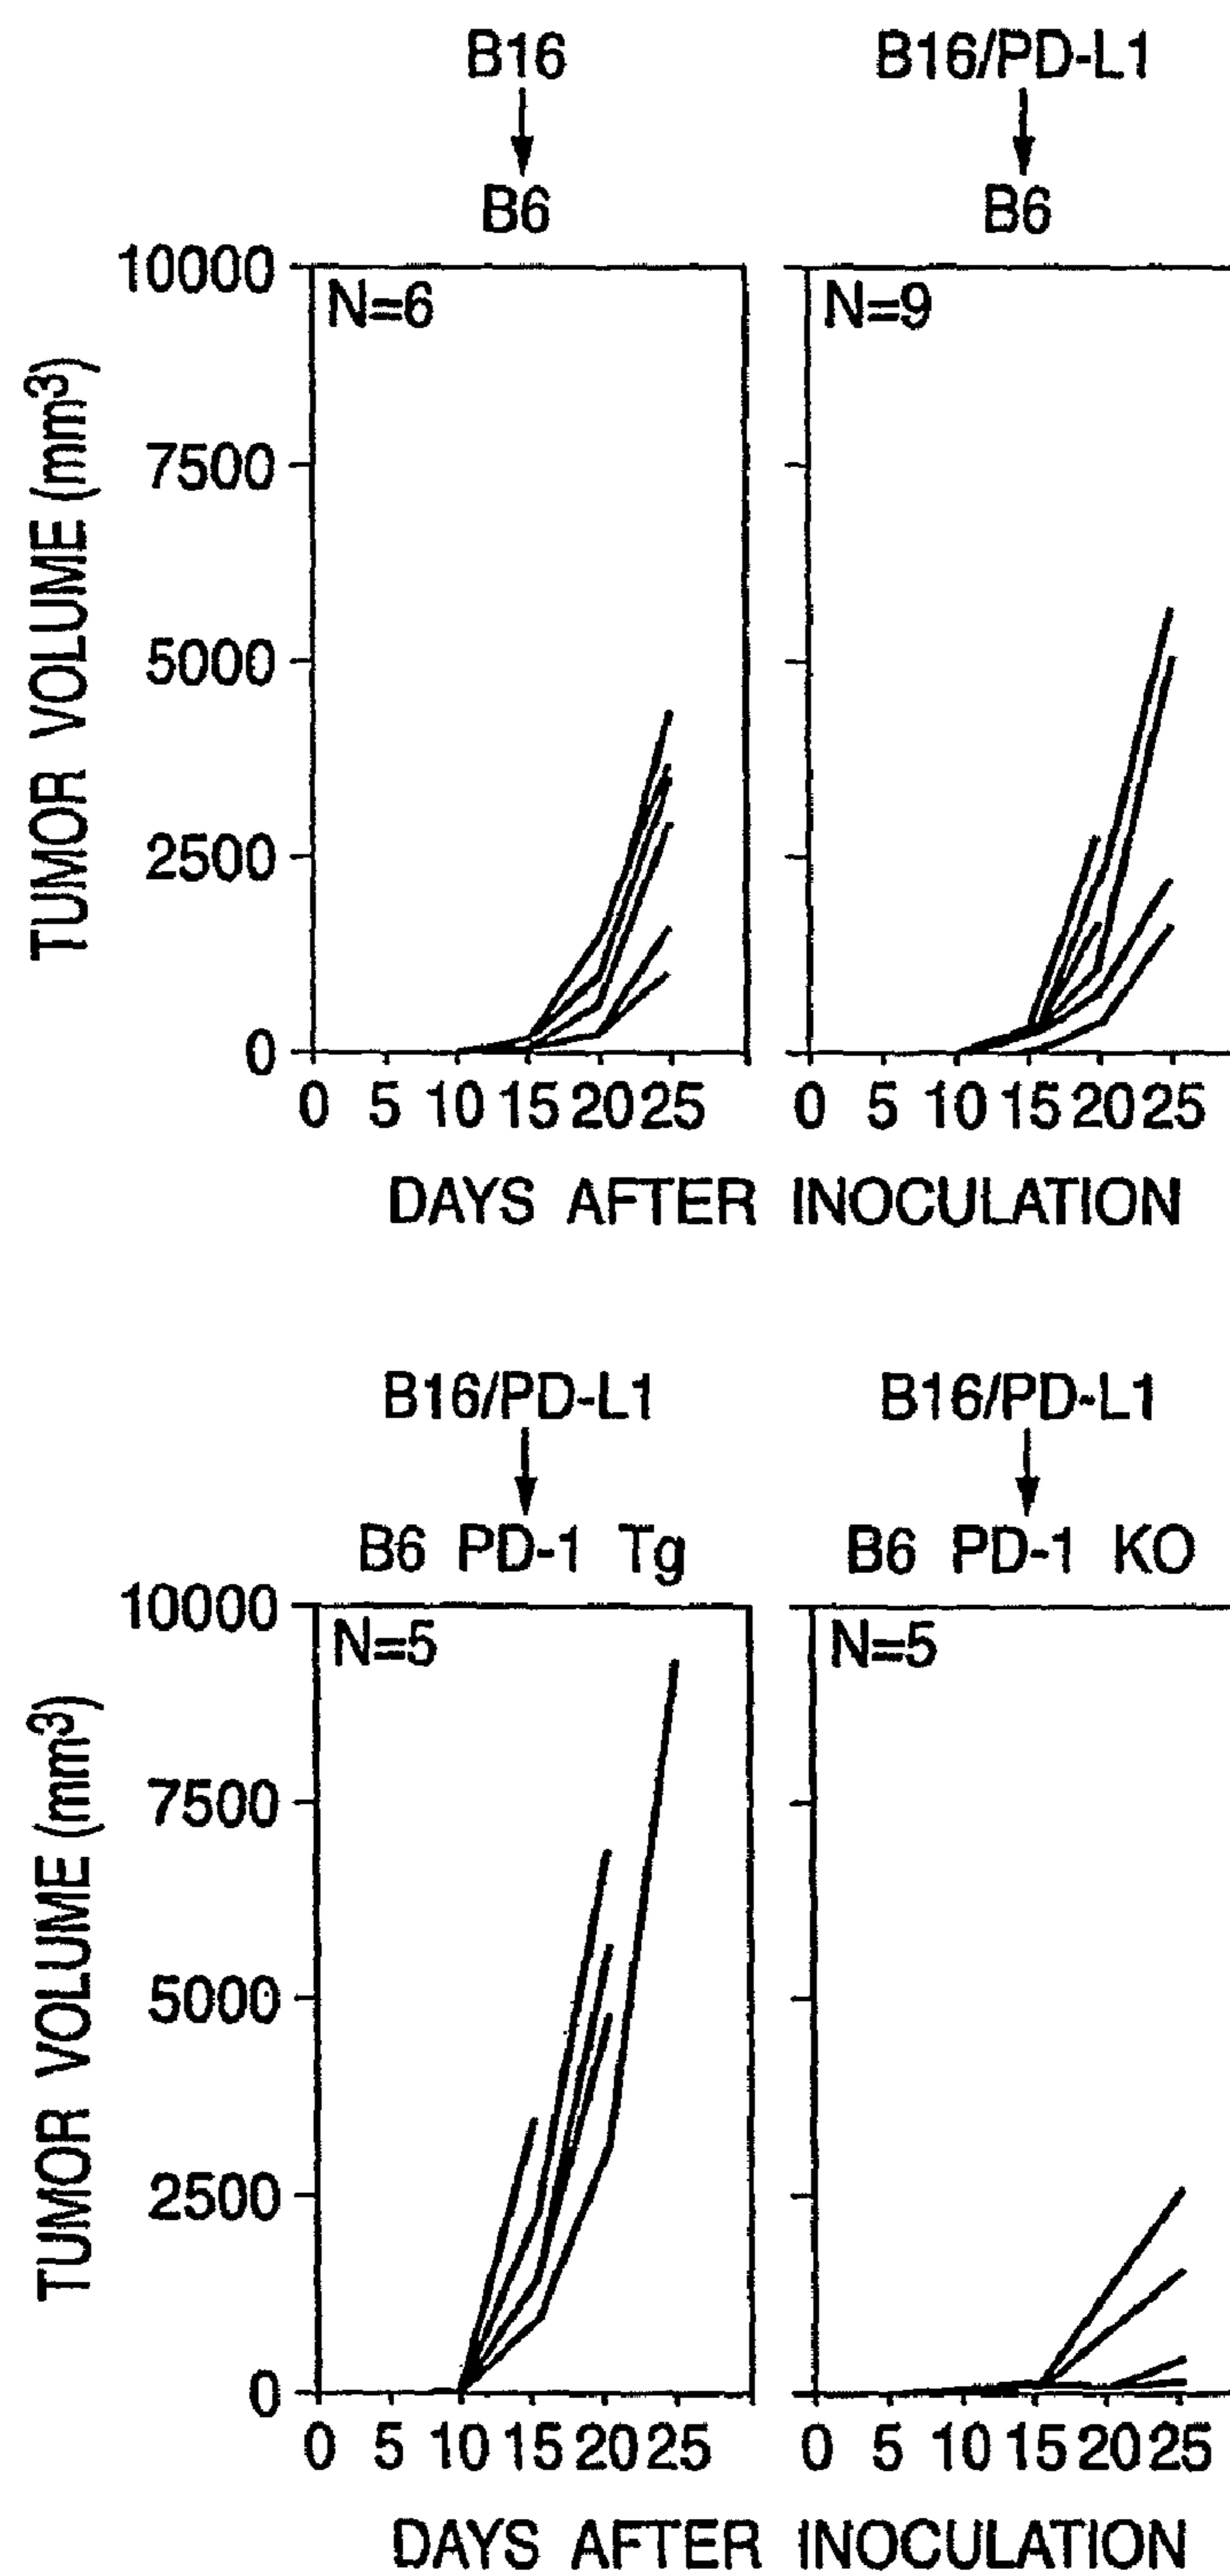 B16 B16/PD-L1
B6 B6
N=6 N=9
10000
7500
5000
2500
0
TUMOR VOLUME (mm³)
0 5 10 15 20 25 0 5 10 15 20 25
DAYS AFTER INOCULATION
B16/PD-L1 B16/PD-L1
B6 PD-1 Tg B6 PD-1 KO
N=5 N=5
10000
7500
5000
2500
0
TUMOR VOLUME (mm³)
0 5 10 15 20 25 0 5 10 15 20 25
DAYS AFTER INOCULATION